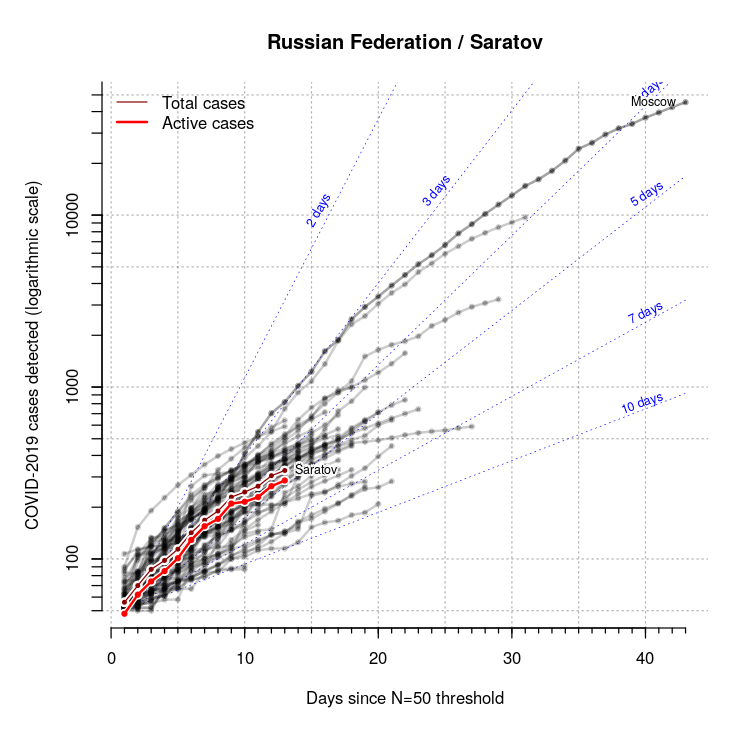 Russian Federation / Saratov
Total cases
Active cases
COVID-2019 cases detected (logarithmic scale)
100
1000
10000
2 days
3 days
days
Moscow
5 days
7 days
10 days
Saratov
0
10
20
30
40
Days since N=50 threshold